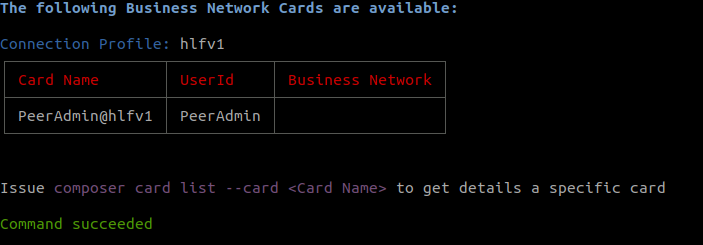 The following Business Network Cards are available:
Connection Profile: hlfv1
Card Name UserId Business Network
PeerAdmin@hlfv1 PeerAdmin
Issue composer card list --card <Card Name> to get details a specific card
Command succeeded